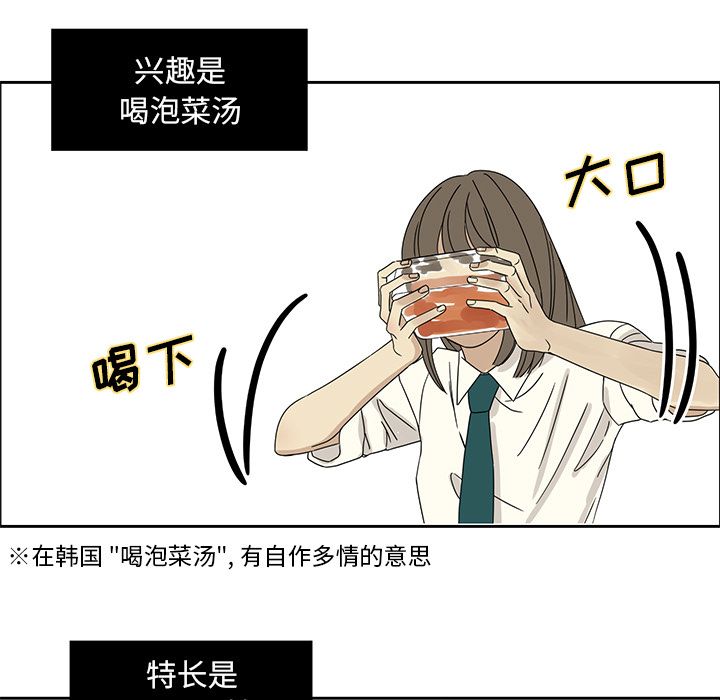 兴趣是
喝泡菜汤
大口
喝下
※在韩国 "喝泡菜汤", 有自作多情的意思
特长是